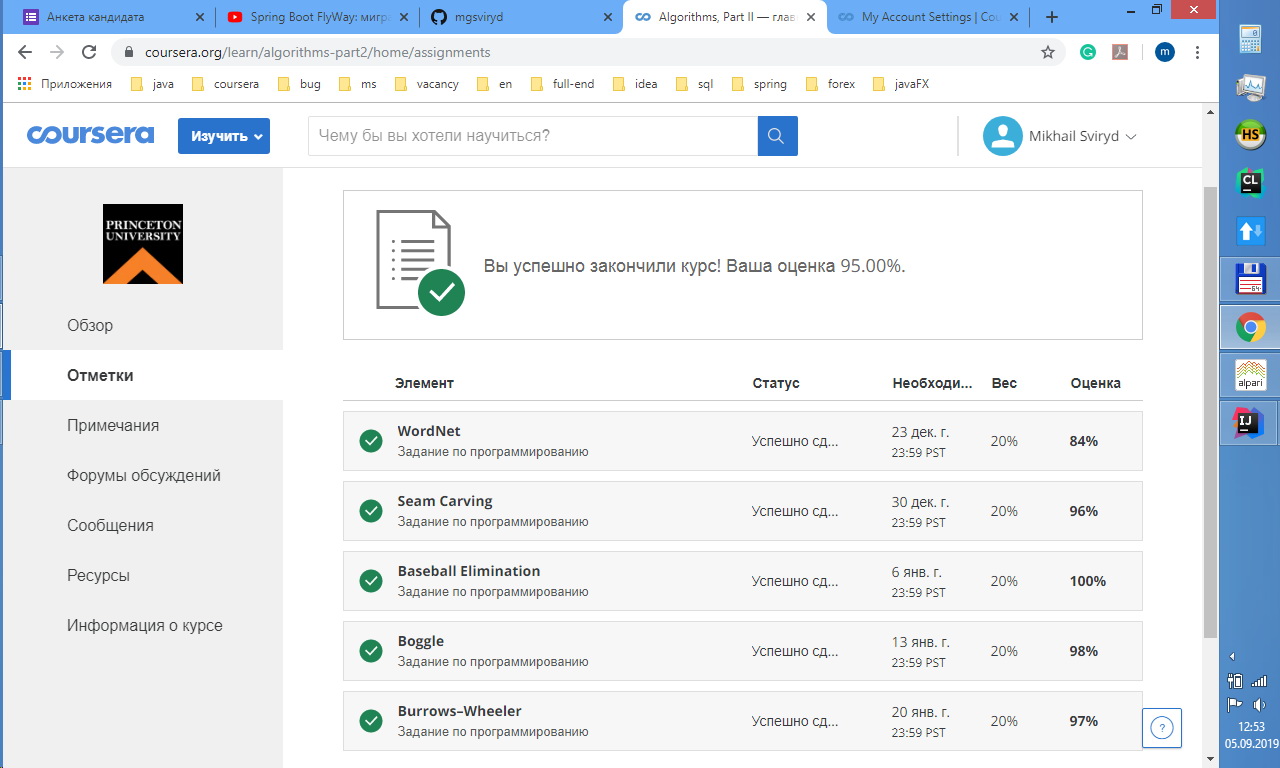 Анкета кандидата
Spring Boot FlyWay: мигра
mgsviryd
Algorithms, Part II — глав
My Account Settings | Cou
coursera.org/learn/algorithms-part2/home/assignments
m
Приложения
java
coursera
bug
ms
vacancy
en
full-end
idea
sql
spring
forex
javaFX
coursera
Изучить
Чему бы вы хотели научиться?
Mikhail Sviryd
PRINCETON
UNIVERSITY
Обзор
Отметки
Примечания
Форумы обсуждений
Сообщения
Ресурсы
Информация о курсе
Вы успешно закончили курс! Ваша оценка 95.00%.
Элемент Статус Необходи... Вес Оценка
WordNet
Задание по программированию
Успешно сд...
23 дек. г.
23:59 PST
20%
84%
Seam Carving
Задание по программированию
Успешно сд...
30 дек. г.
23:59 PST
20%
96%
Baseball Elimination
Задание по программированию
Успешно сд...
6 янв. г.
23:59 PST
20%
100%
Boggle
Задание по программированию
Успешно сд...
13 янв. г.
23:59 PST
20%
98%
Burrows–Wheeler
Задание по программированию
Успешно сд...
20 янв. г.
23:59 PST
20%
97%
?
HS
CL
64
alpari
IJ
12:53
05.09.2019